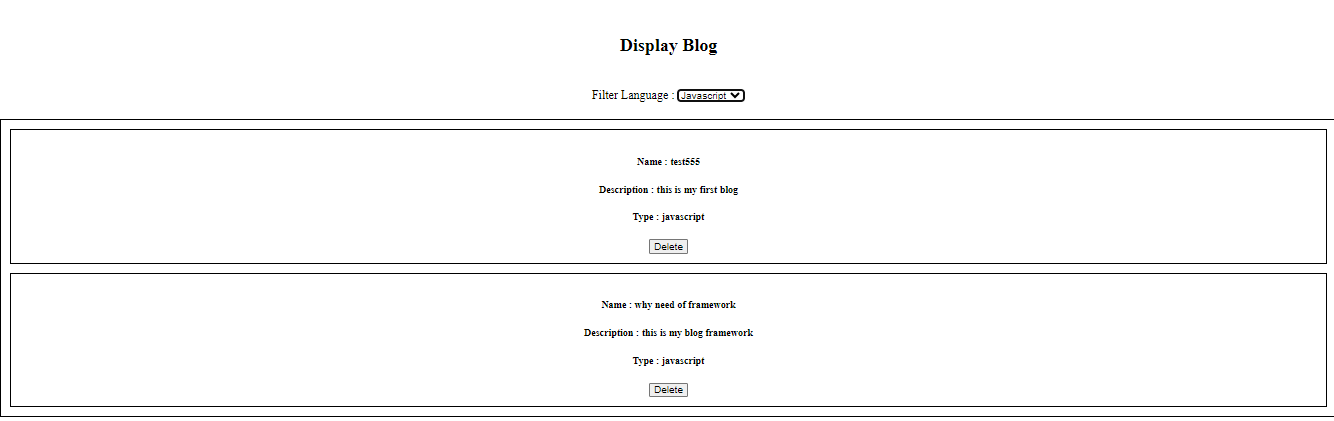 Display Blog
Filter Language : Javascript
Name : test555
Description : this is my first blog
Type : javascript
Delete
Name : why need of framework
Description : this is my blog framework
Type : javascript
Delete